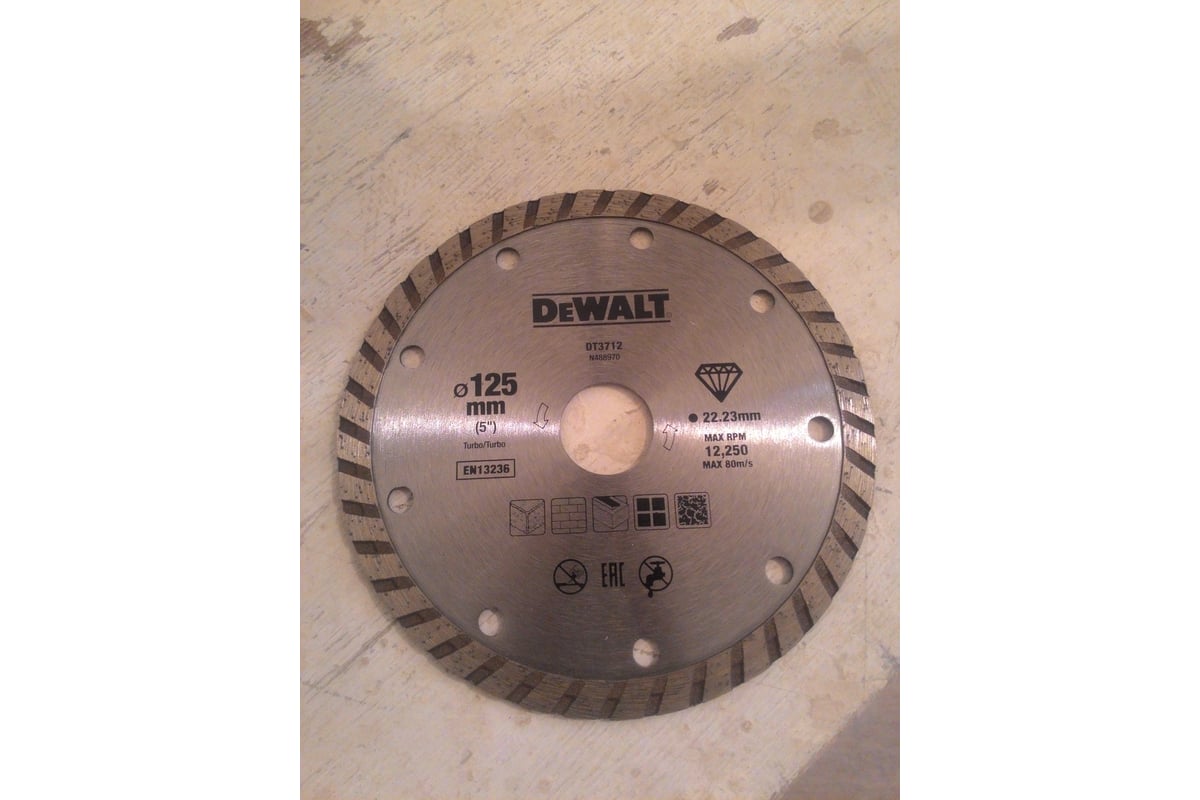 DEWALT
DT3712
N488970
ø125
mm
(5")
Turbo/Turbo
EN13236
22.23mm
MAX RPM
12,250
MAX 80m/s
EAC